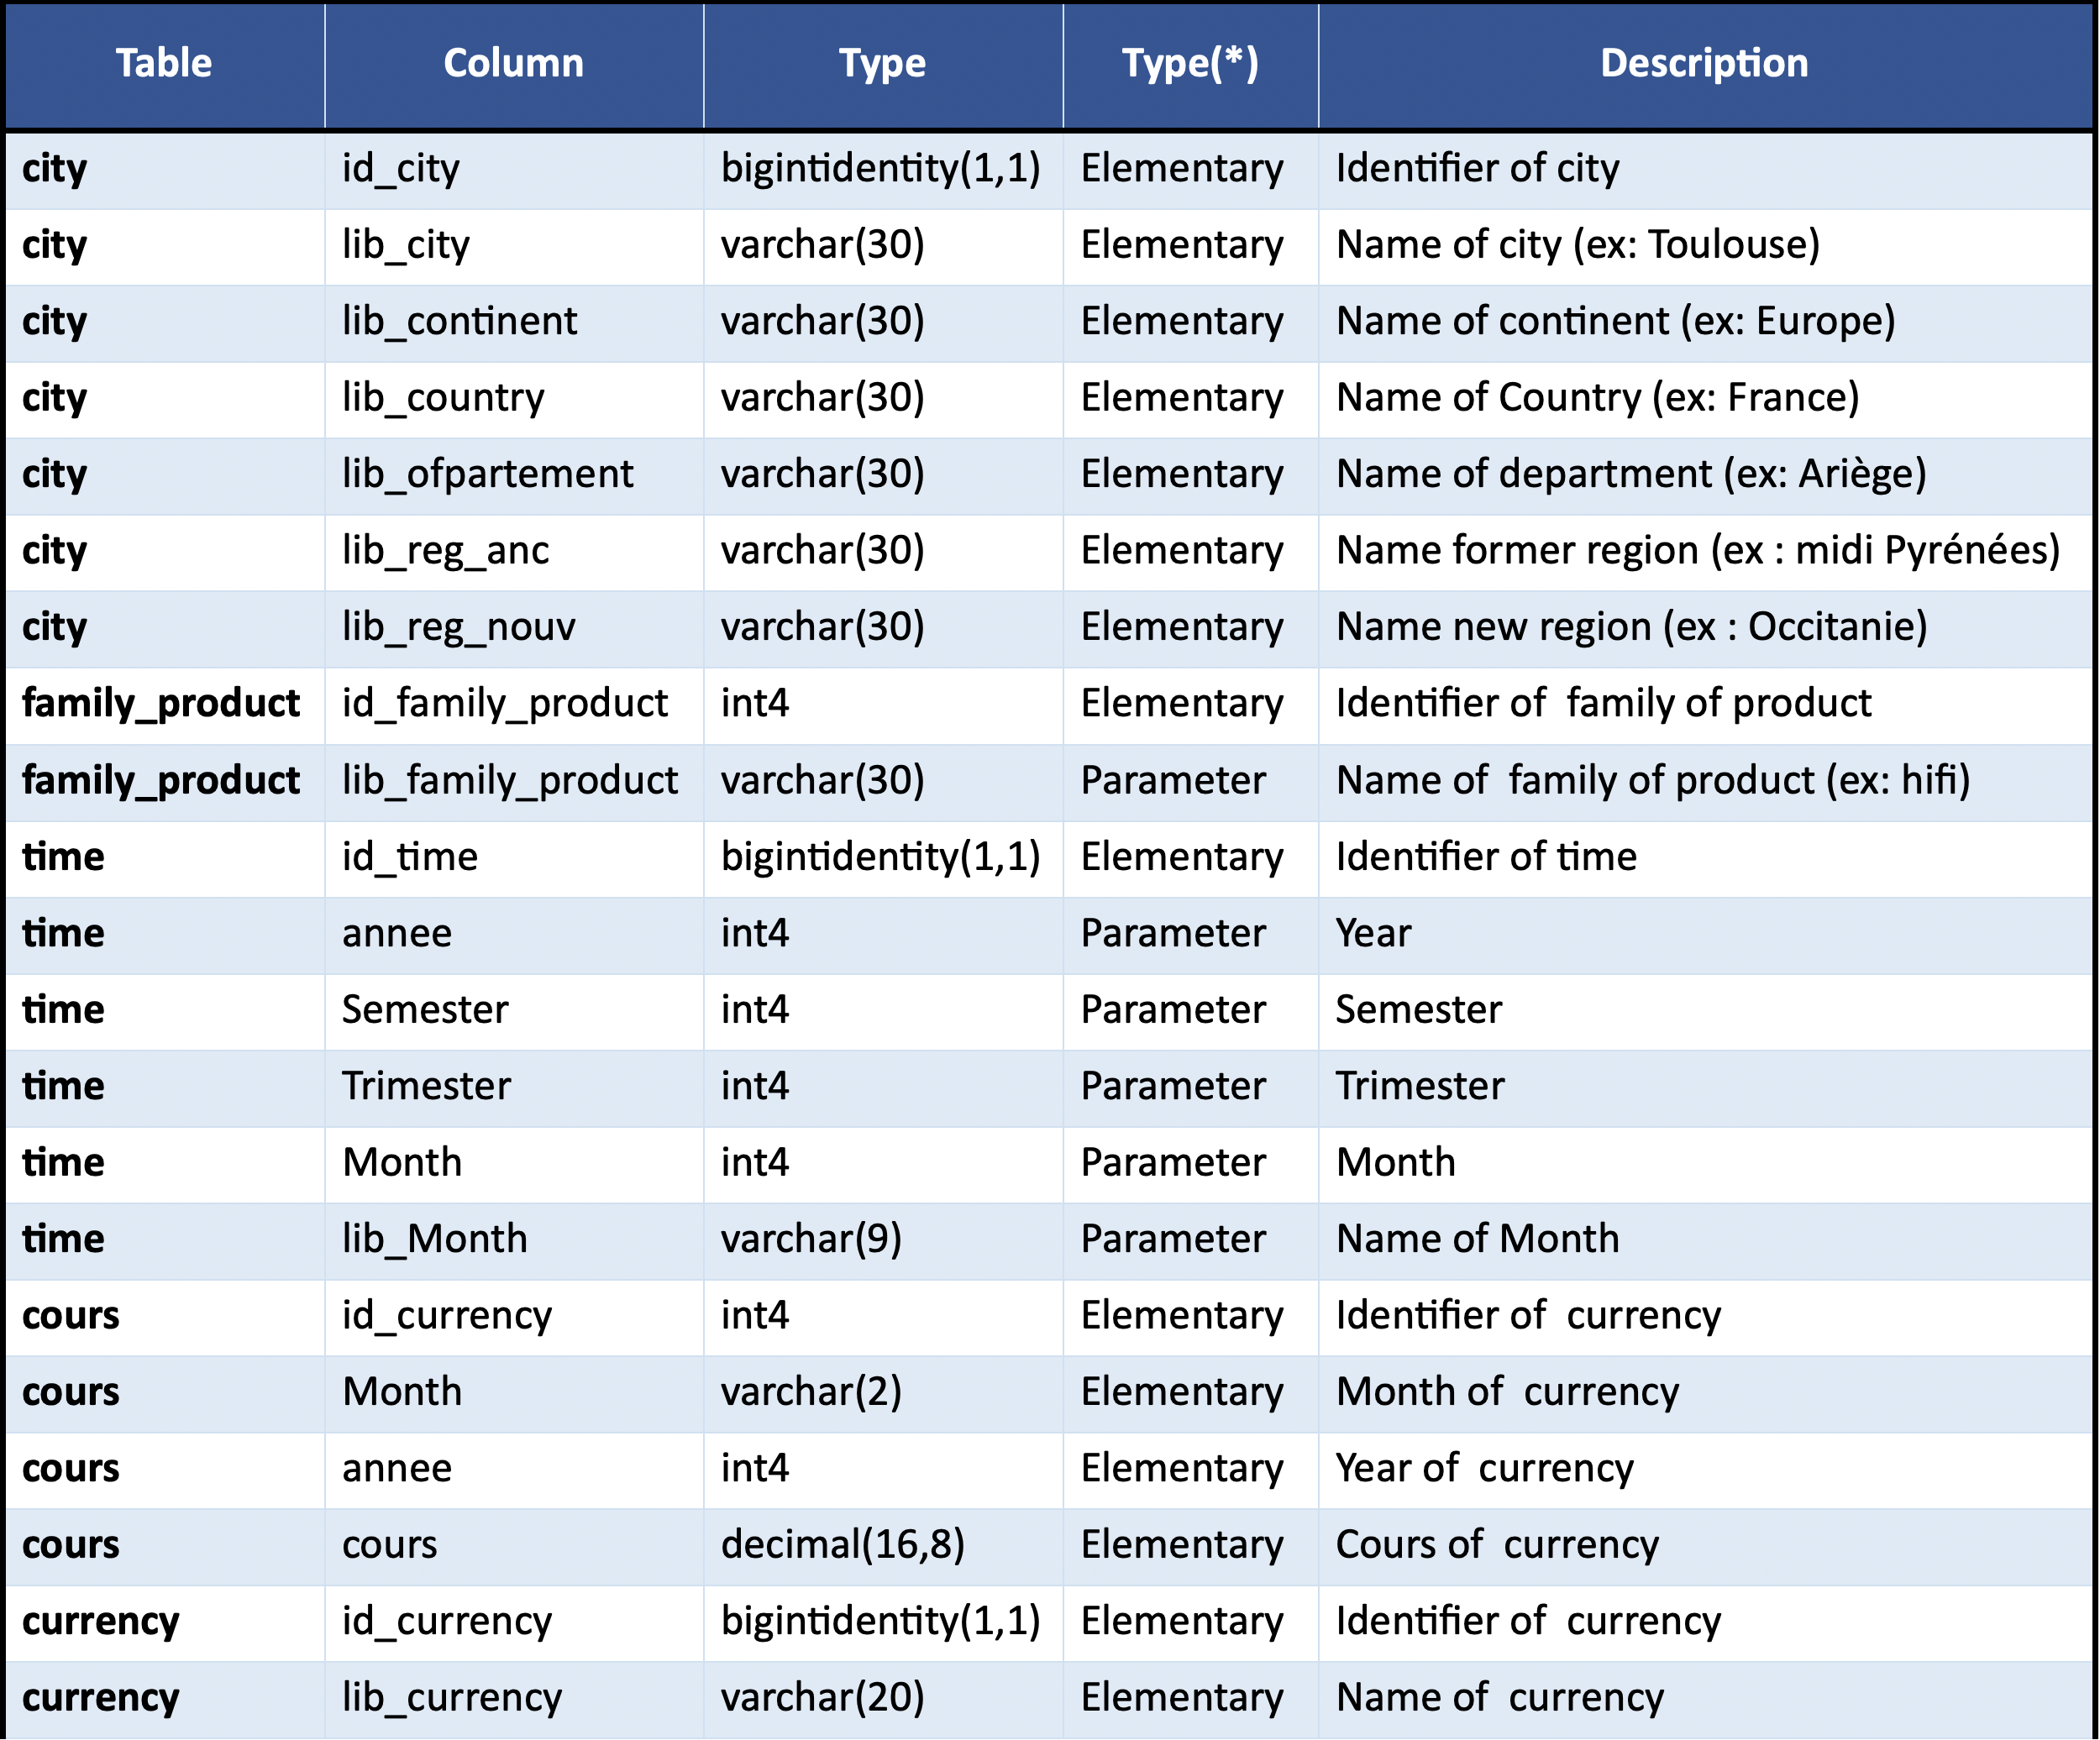 Table Column Type Type(*) Description
city id_city bigintidentity(1,1) Elementary Identifier of city
city lib_city varchar(30) Elementary Name of city (ex: Toulouse)
city lib_continent varchar(30) Elementary Name of continent (ex: Europe)
city lib_country varchar(30) Elementary Name of Country (ex: France)
city lib_ofpartement varchar(30) Elementary Name of department (ex: Ariège)
city lib_reg_anc varchar(30) Elementary Name former region (ex : midi Pyrénées)
city lib_reg_nouv varchar(30) Elementary Name new region (ex : Occitanie)
family_product id_family_product int4 Elementary Identifier of family of product
family_product lib_family_product varchar(30) Parameter Name of family of product (ex: hifi)
time id_time bigintidentity(1,1) Elementary Identifier of time
time annee int4 Parameter Year
time Semester int4 Parameter Semester
time Trimester int4 Parameter Trimester
time Month int4 Parameter Month
time lib_Month varchar(9) Parameter Name of Month
cours id_currency int4 Elementary Identifier of currency
cours Month varchar(2) Elementary Month of currency
cours annee int4 Elementary Year of currency
cours cours decimal(16,8) Elementary Cours of currency
currency id_currency bigintidentity(1,1) Elementary Identifier of currency
currency lib_currency varchar(20) Elementary Name of currency